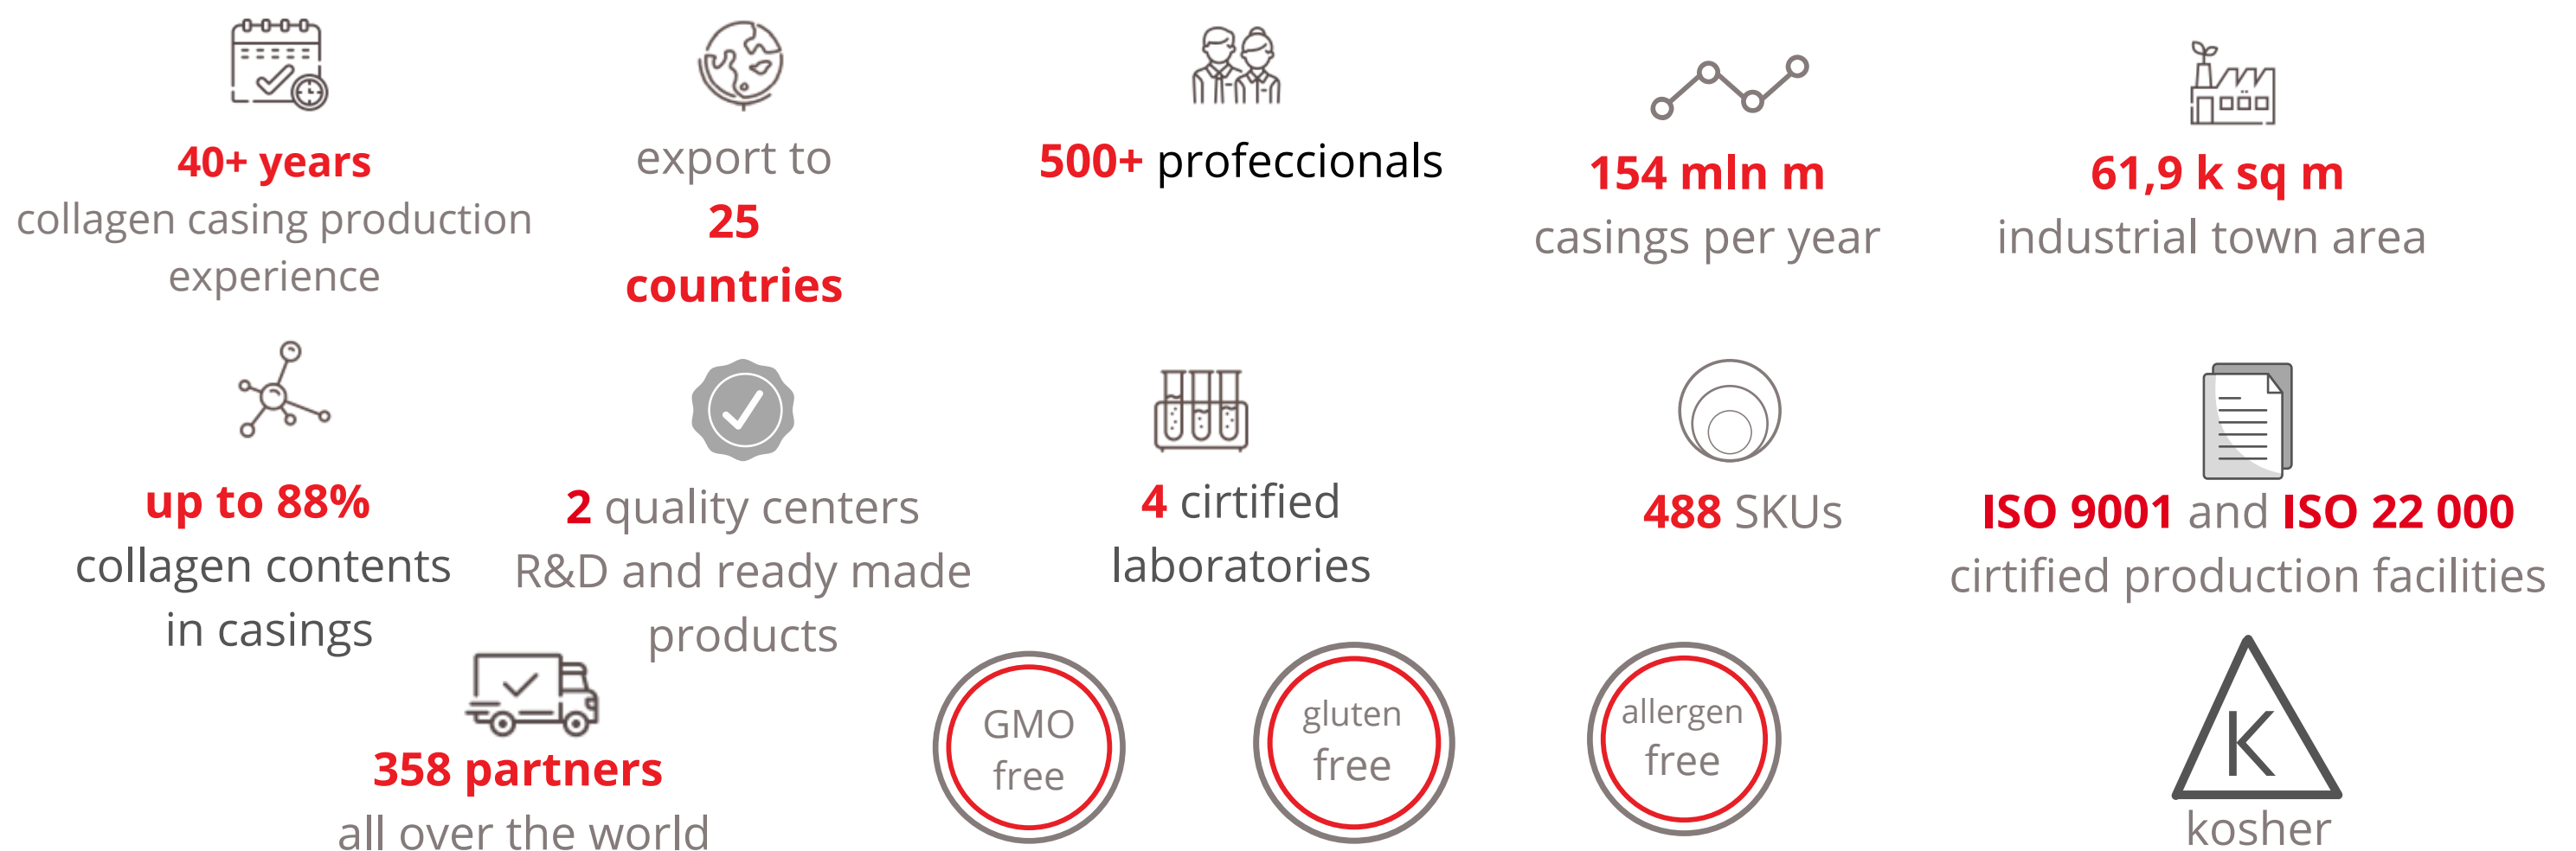 40+ years
collagen casing production
experience
export to
25
countries
500+ profeccionals
154 mln m
casings per year
61,9 k sq m
industrial town area
up to 88%
collagen contents
in casings
2 quality centers
R&D and ready made
products
4 cirtified
laboratories
488 SKUs
ISO 9001 and ISO 22 000
cirtified production facilities
358 partners
all over the world
GMO
free
gluten
free
allergen
free
K
kosher